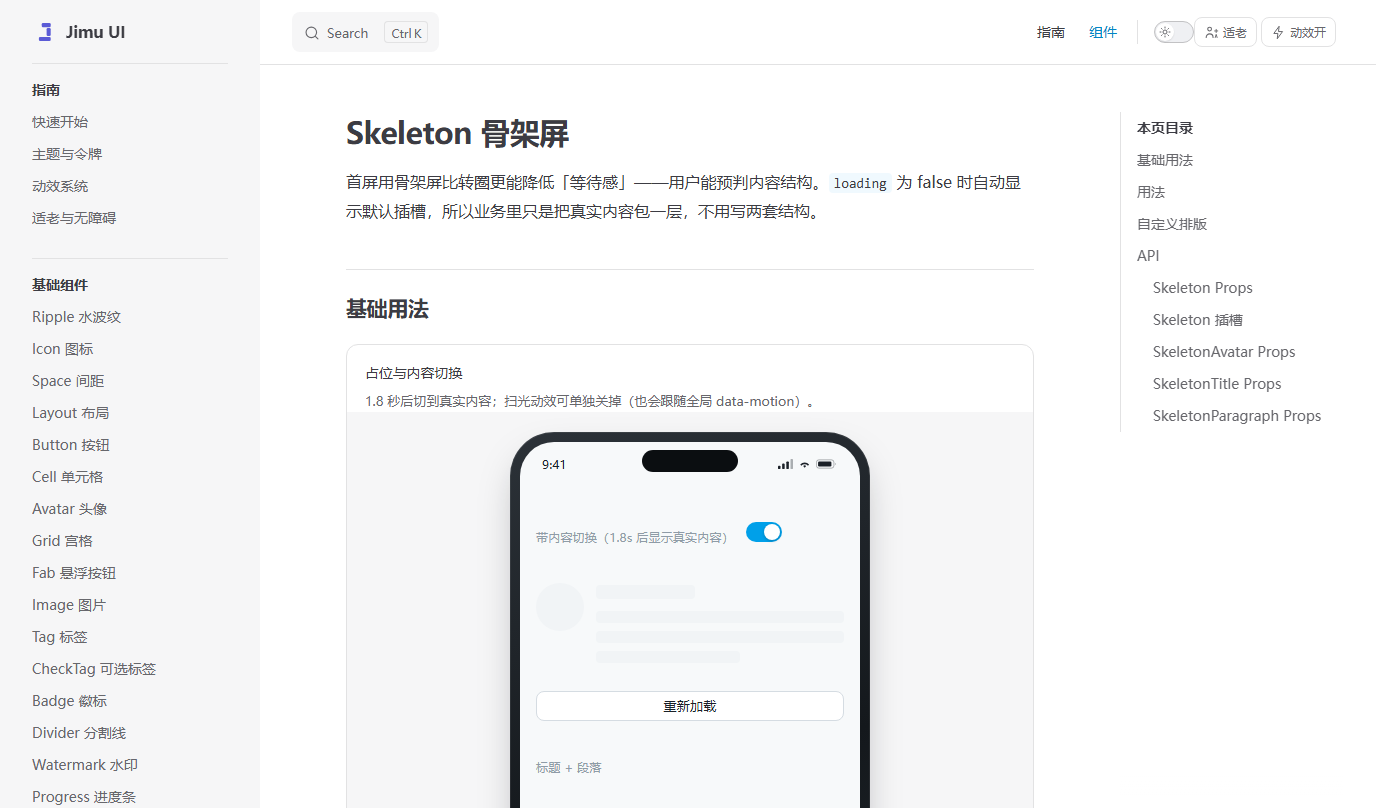 Jimu UI
Search
Ctrl K
指南
组件
适老
动效开
指南
快速开始
主题与令牌
动效系统
适老与无障碍
基础组件
Ripple 水波纹
Icon 图标
Space 间距
Layout 布局
Button 按钮
Cell 单元格
Avatar 头像
Grid 宫格
Fab 悬浮按钮
Image 图片
Tag 标签
CheckTag 可选标签
Badge 徽标
Divider 分割线
Watermark 水印
Progress 进度条
Skeleton 骨架屏
首屏用骨架屏比转圈更能降低「等待感」——用户能预判内容结构。 loading 为 false 时自动显
示默认插槽，所以业务里只是把真实内容包一层，不用写两套结构。
基础用法
占位与内容切换
1.8 秒后切到真实内容；扫光动效可单独关掉（也会跟随全局 data-motion）。
9:41
带内容切换（1.8s 后显示真实内容）
重新加载
标题 + 段落
本页目录
基础用法
用法
自定义排版
API
Skeleton Props
Skeleton 插槽
SkeletonAvatar Props
SkeletonTitle Props
SkeletonParagraph Props